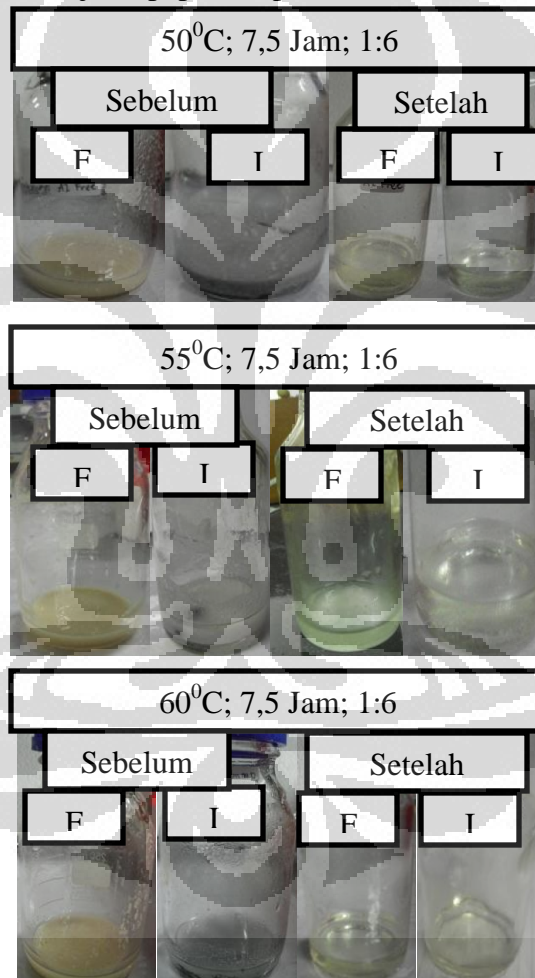 50⁰C; 7,5 Jam; 1:6
Sebelum Setelah
F I F I
55⁰C; 7,5 Jam; 1:6
Sebelum Setelah
F I F I
60⁰C; 7,5 Jam; 1:6
Sebelum Setelah
F I F I